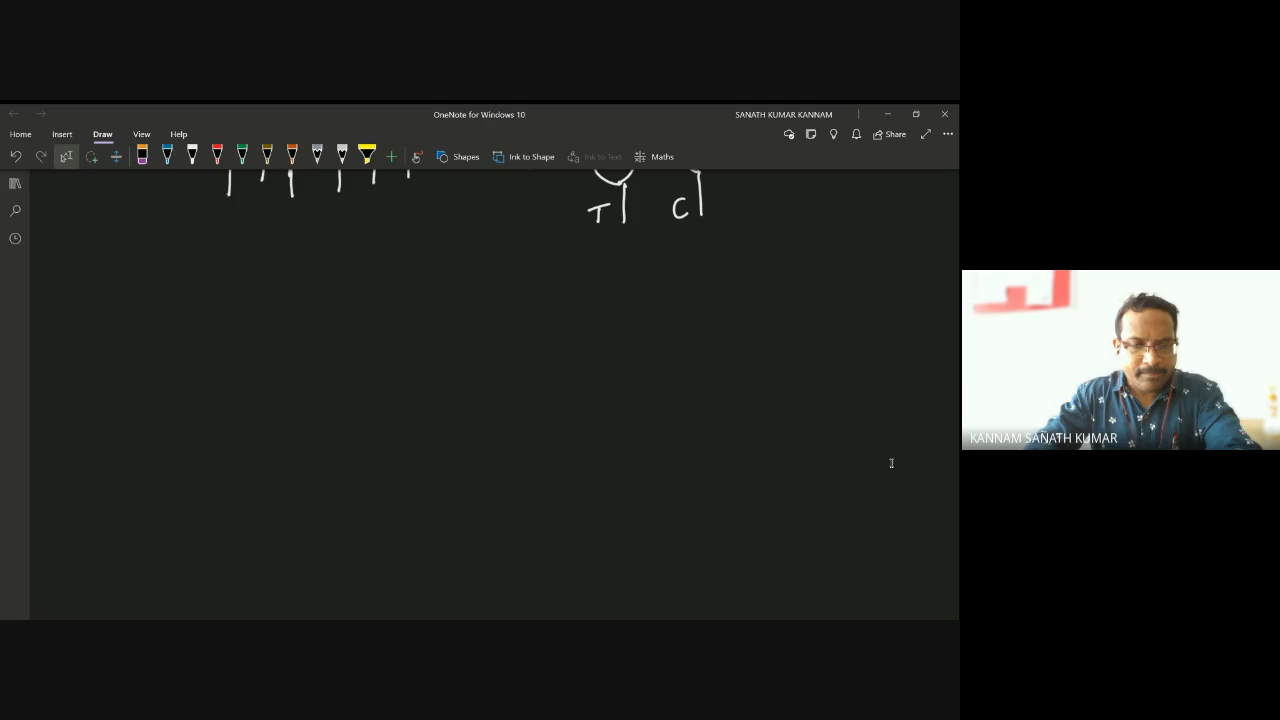 OneNote for Windows 10
SANATH KUMAR KANNAM
Home Insert Draw View Help
Share
Shapes Ink to Shape Ink to Text Maths
T C
KANNAM SANATH KUMAR